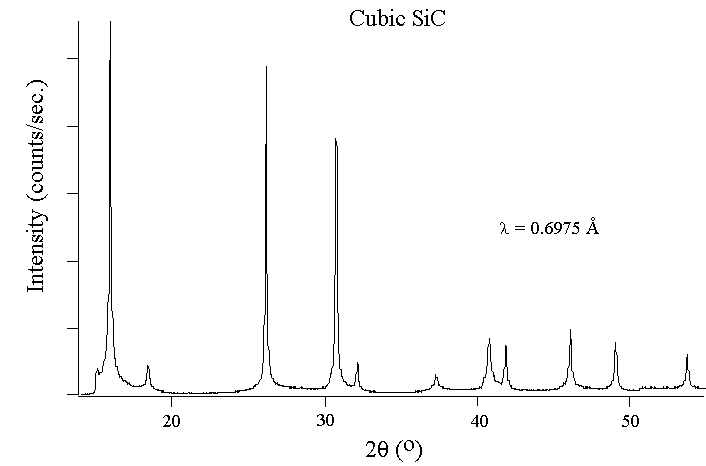 Cubic SiC
Intensity (counts/sec.)
λ = 0.6975 Å
20 30 40 50
2θ (º)